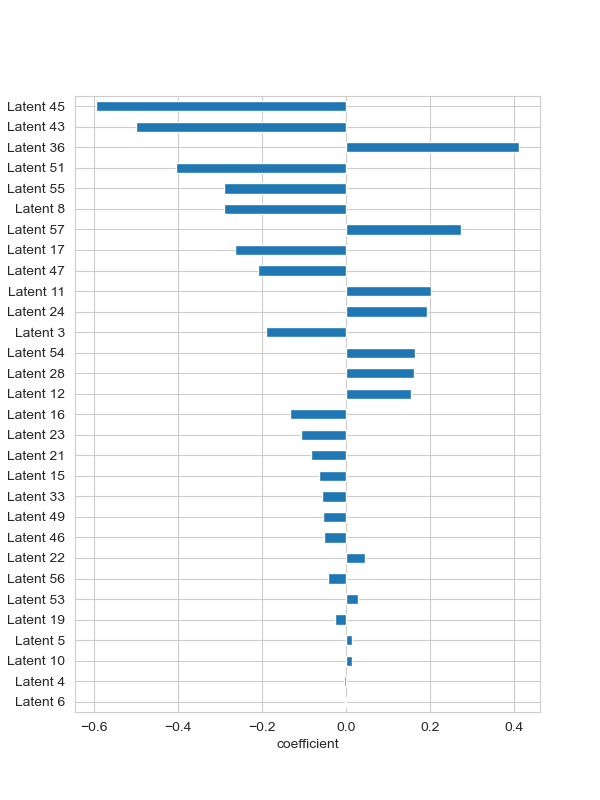 Latent 45
Latent 43
Latent 36
Latent 51
Latent 55
Latent 8
Latent 57
Latent 17
Latent 47
Latent 11
Latent 24
Latent 3
Latent 54
Latent 28
Latent 12
Latent 16
Latent 23
Latent 21
Latent 15
Latent 33
Latent 49
Latent 46
Latent 22
Latent 56
Latent 53
Latent 19
Latent 5
Latent 10
Latent 4
Latent 6
−0.6 −0.4 −0.2 0.0 0.2 0.4
coefficient